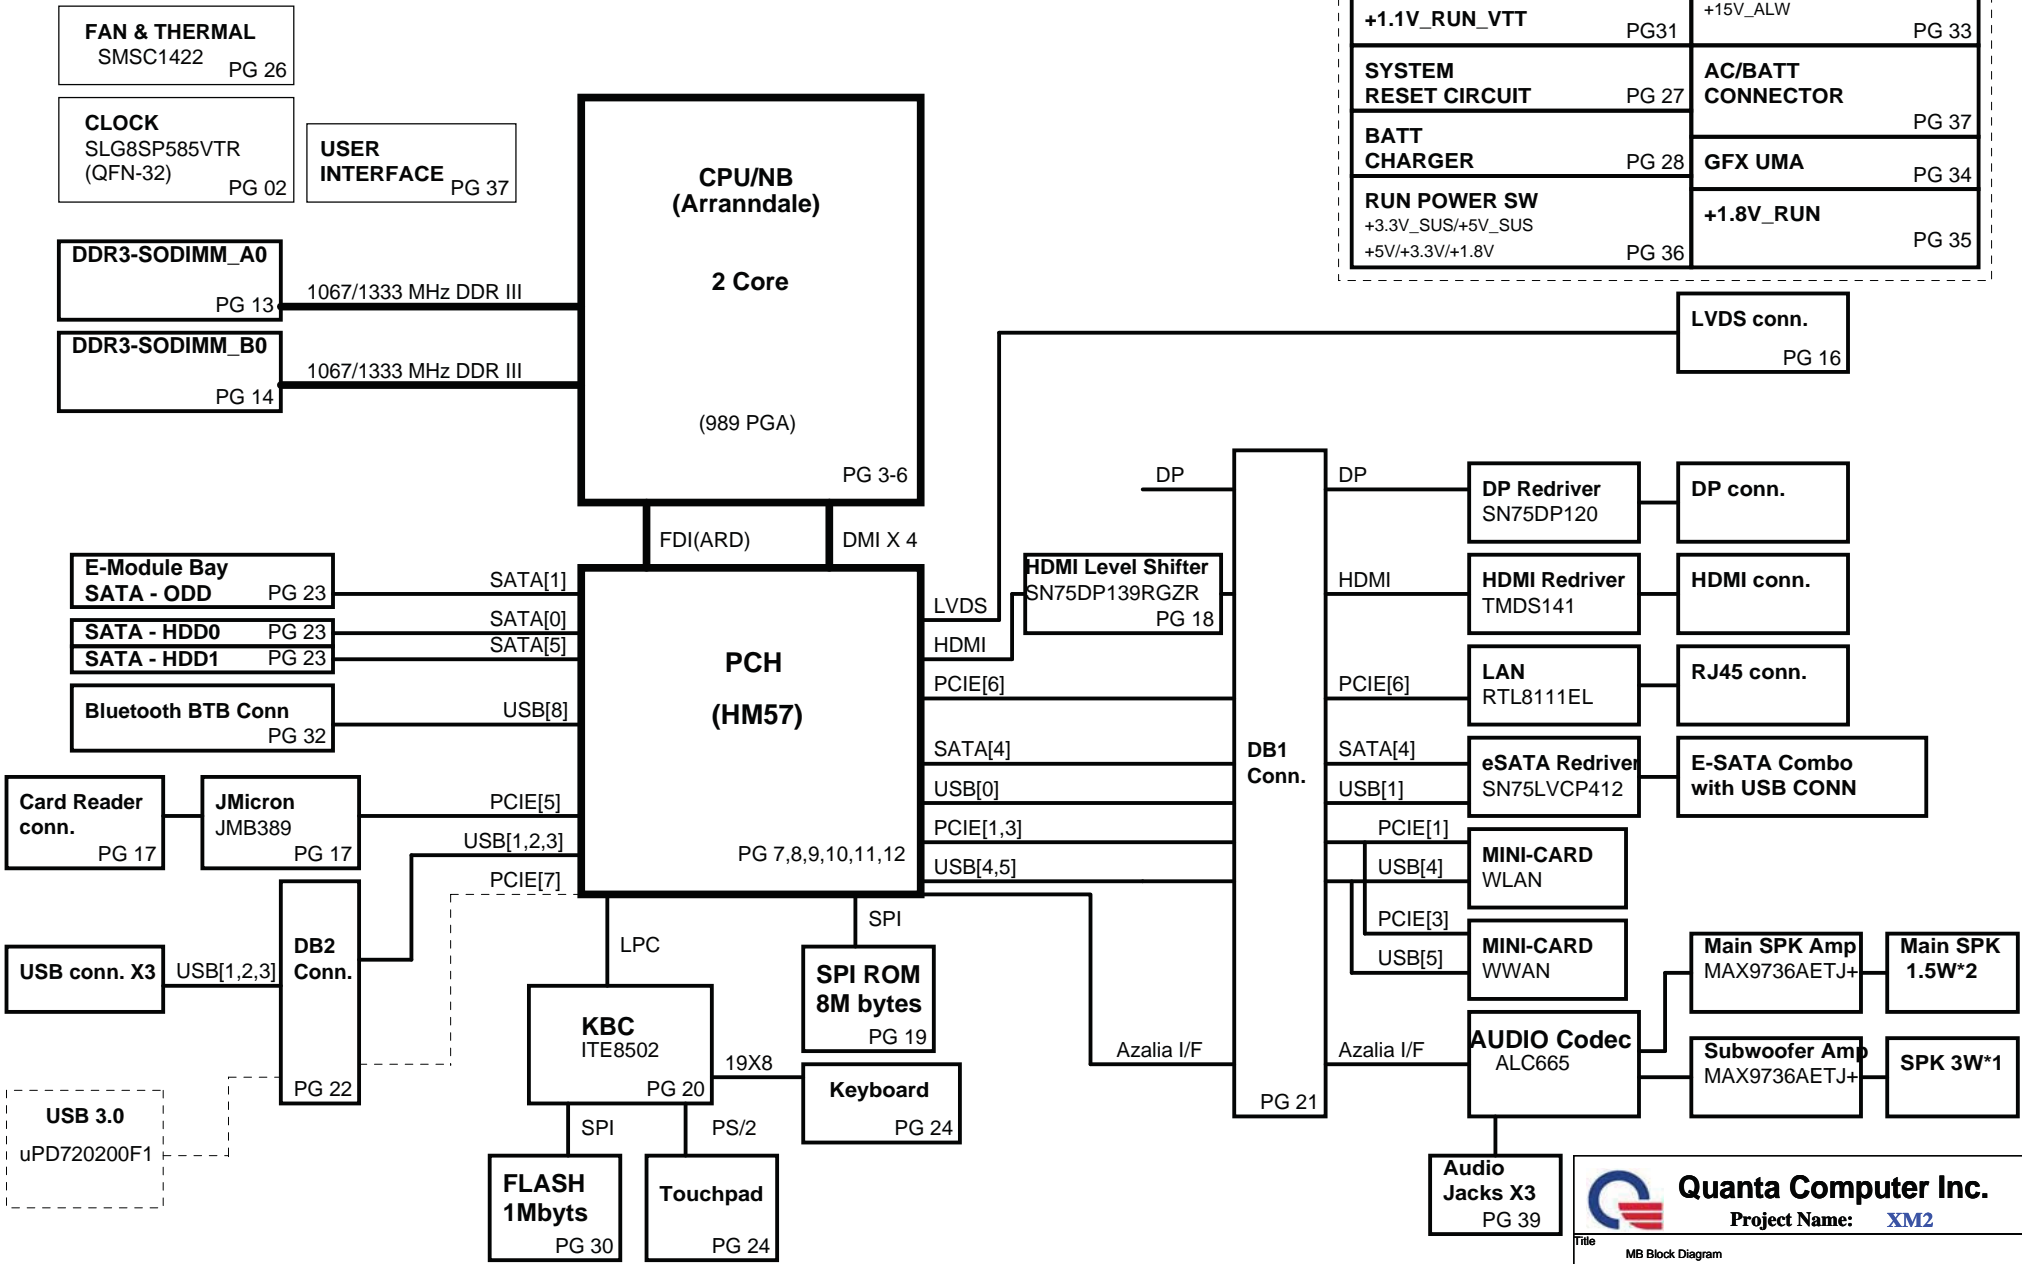 FAN & THERMAL
SMSC1422
PG 26
CLOCK
SLG8SP585VTR
(QFN-32)
PG 02
USER
INTERFACE
PG 37
+1.1V_RUN_VTT
PG31
+15V_ALW
PG 33
SYSTEM
RESET CIRCUIT
PG 27
AC/BATT
CONNECTOR
PG 37
BATT
CHARGER
PG 28
GFX UMA
PG 34
RUN POWER SW
+3.3V_SUS/+5V_SUS
+5V/+3.3V/+1.8V
PG 36
+1.8V_RUN
PG 35
CPU/NB
(Arranndale)
2 Core
(989 PGA)
PG 3-6
DDR3-SODIMM_A0
PG 13
1067/1333 MHz DDR III
DDR3-SODIMM_B0
PG 14
1067/1333 MHz DDR III
LVDS conn.
PG 16
FDI(ARD)
DMI X 4
E-Module Bay
SATA - ODD
PG 23
SATA[1]
SATA - HDD0
PG 23
SATA[0]
SATA - HDD1
PG 23
SATA[5]
Bluetooth BTB Conn
PG 32
USB[8]
Card Reader
conn.
PG 17
JMicron
JMB389
PG 17
PCIE[5]
USB[1,2,3]
PCIE[7]
PCH
(HM57)
PG 7,8,9,10,11,12
LVDS
HDMI
PCIE[6]
SATA[4]
USB[0]
PCIE[1,3]
USB[4,5]
HDMI Level Shifter
SN75DP139RGZR
PG 18
DP
DB1
Conn.
PG 21
DP
DP Redriver
SN75DP120
DP conn.
HDMI
HDMI Redriver
TMDS141
HDMI conn.
PCIE[6]
LAN
RTL8111EL
RJ45 conn.
SATA[4]
USB[1]
eSATA Redriver
SN75LVCP412
E-SATA Combo
with USB CONN
PCIE[1]
USB[4]
MINI-CARD
WLAN
PCIE[3]
USB[5]
MINI-CARD
WWAN
Azalia I/F
Azalia I/F
AUDIO Codec
ALC665
Main SPK Amp
MAX9736AETJ+
Main SPK
1.5W*2
Subwoofer Amp
MAX9736AETJ+
SPK 3W*1
Audio
Jacks X3
PG 39
USB conn. X3
USB[1,2,3]
DB2
Conn.
PG 22
USB 3.0
uPD720200F1
LPC
SPI
KBC
ITE8502
PG 20
SPI ROM
8M bytes
PG 19
19X8
Keyboard
PG 24
SPI
PS/2
FLASH
1Mbyts
PG 30
Touchpad
PG 24
Quanta Computer Inc.
Project Name: XM2
Title
MB Block Diagram